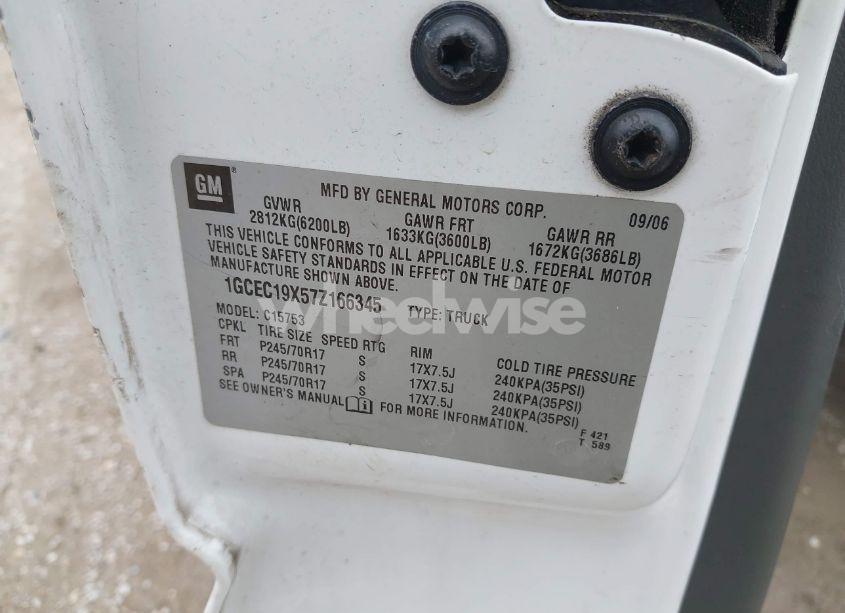 GM®
MFD BY GENERAL MOTORS CORP. 09/06
GVWR GAWR FRT GAWR RR
2812KG(6200LB) 1633KG(3600LB) 1672KG(3686LB)
THIS VEHICLE CONFORMS TO ALL APPLICABLE U.S. FEDERAL MOTOR
VEHICLE SAFETY STANDARDS IN EFFECT ON THE DATE OF
MANUFACTURE SHOWN ABOVE.
1GCEC19X57Z166345 TYPE: TRUCK
MODEL: C15753
CPKL TIRE SIZE SPEED RTG RIM COLD TIRE PRESSURE
FRT P245/70R17 S 17X7.5J 240KPA(35PSI)
RR P245/70R17 S 17X7.5J 240KPA(35PSI)
SPA P245/70R17 S 17X7.5J 240KPA(35PSI)
SEE OWNER'S MANUAL FOR MORE INFORMATION.
F 421
T 589
wheelwise